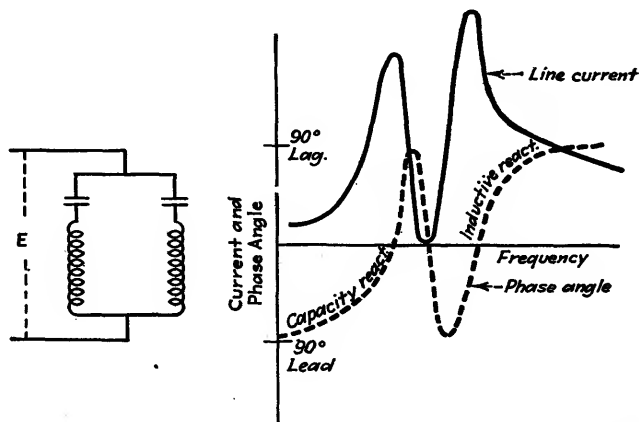 E
Current and
Phase Angle
90°
Lag.
90°
Lead
Line current
Capacity react.
Inductive react.
Frequency
Phase angle